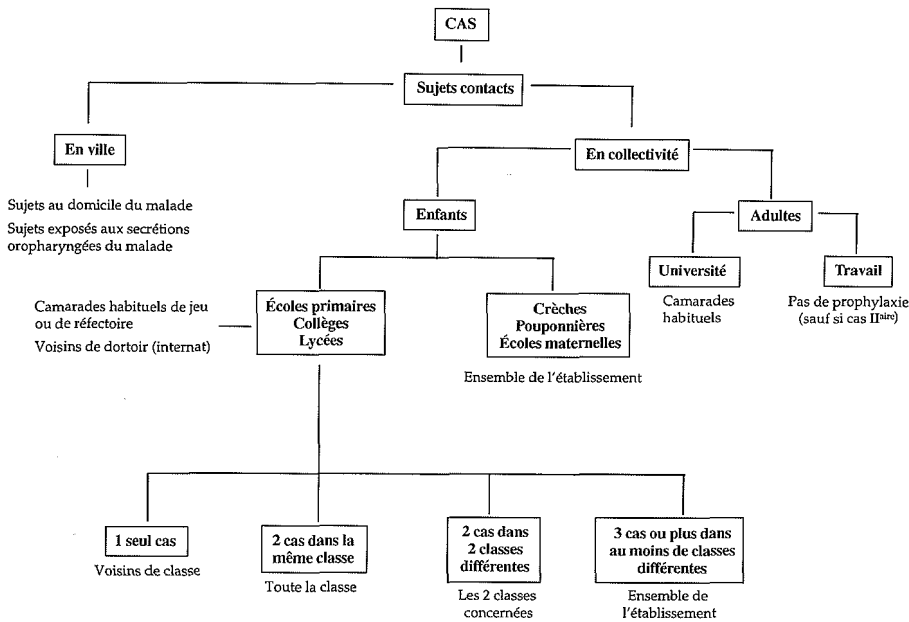 CAS
Sujets contacts
En ville
Sujets au domicile du malade
Sujets exposés aux secrétions
oropharyngées du malade
En collectivité
Enfants
Adultes
Université
Camarades
habituels
Travail
Pas de prophylaxie
(sauf si cas IIaire)
Camarades habituels de jeu
ou de réfectoire
Voisins de dortoir (internat)
Écoles primaires
Collèges
Lycées
Crèches
Pouponnières
Écoles maternelles
Ensemble de l'établissement
1 seul cas
Voisins de classe
2 cas dans la
même classe
Toute la classe
2 cas dans
2 classes
différentes
Les 2 classes
concernées
3 cas ou plus dans
au moins de classes
différentes
Ensemble de
l'établissement